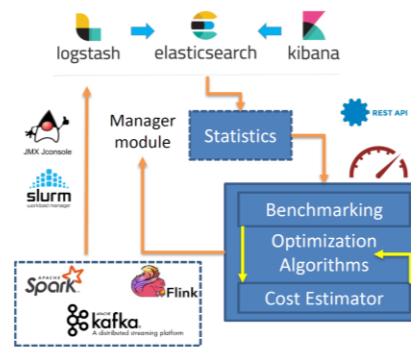 logstash
elasticsearch
kibana
Manager
module
Statistics
REST API
JMX Jconsole
slurm
workload manager
Benchmarking
Optimization
Algorithms
Cost Estimator
APACHE
Spark
Flink
kafka
A distributed streaming platform